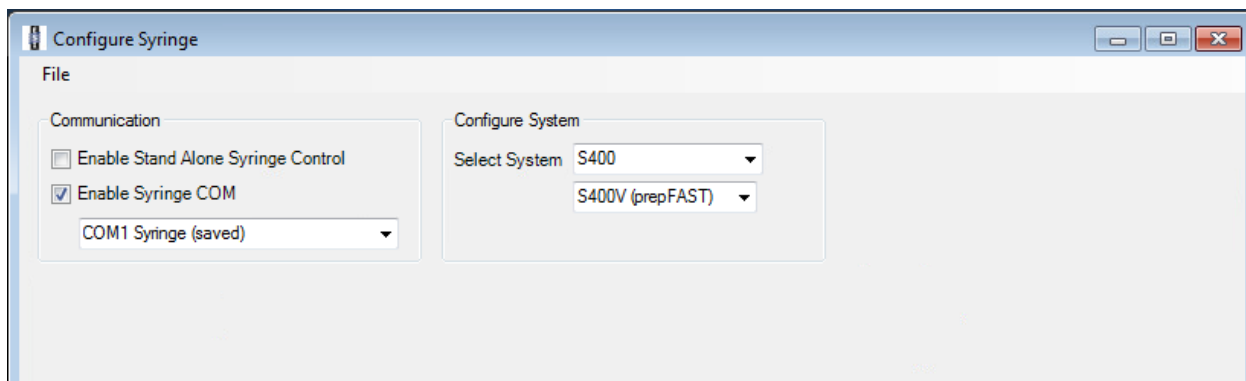 Configure Syringe
File
Communication
Enable Stand Alone Syringe Control
Enable Syringe COM
COM1 Syringe (saved)
Configure System
Select System S400
S400V (prepFAST)